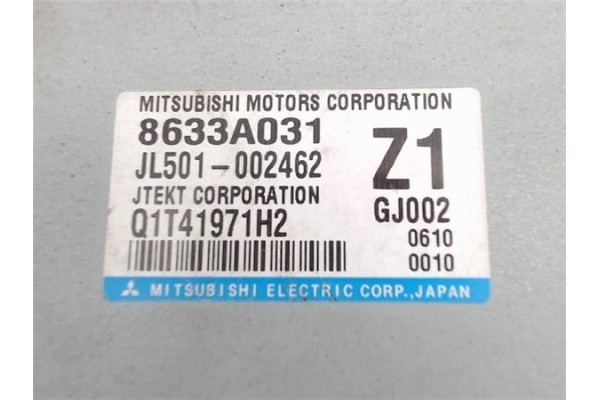 MITSUBISHI MOTORS CORPORATION
8633A031
Z1
JL501-002462
JTEKT CORPORATION
GJ002
Q1T41971H2
0610
0010
MITSUBISHI ELECTRIC CORP.,JAPAN